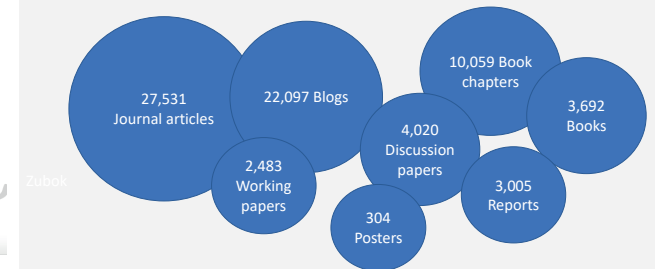 27,531
Journal articles
22,097 Blogs
10,059 Book
chapters
3,692
Books
4,020
Discussion
papers
2,483
Working
papers
3,005
Reports
304
Posters
Zubok